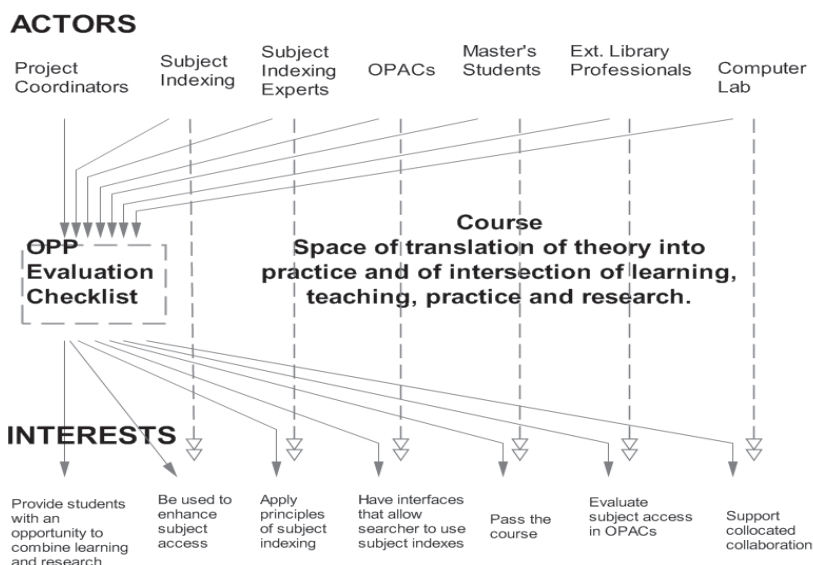 ACTORS
Project
Coordinators
Subject
Indexing
Subject
Indexing
Experts
OPACs
Master's
Students
Ext. Library
Professionals
Computer
Lab
OPP
Evaluation
Checklist
Course
Space of translation of theory into
practice and of intersection of learning,
teaching, practice and research.
INTERESTS
Provide students
with an
opportunity to
combine learning
and research
Be used to
enhance
subject
access
Apply
principles
of subject
indexing
Have interfaces
that allow
searcher to use
subject indexes
Pass the
course
Evaluate
subject access
in OPACs
Support
collocated
collaboration